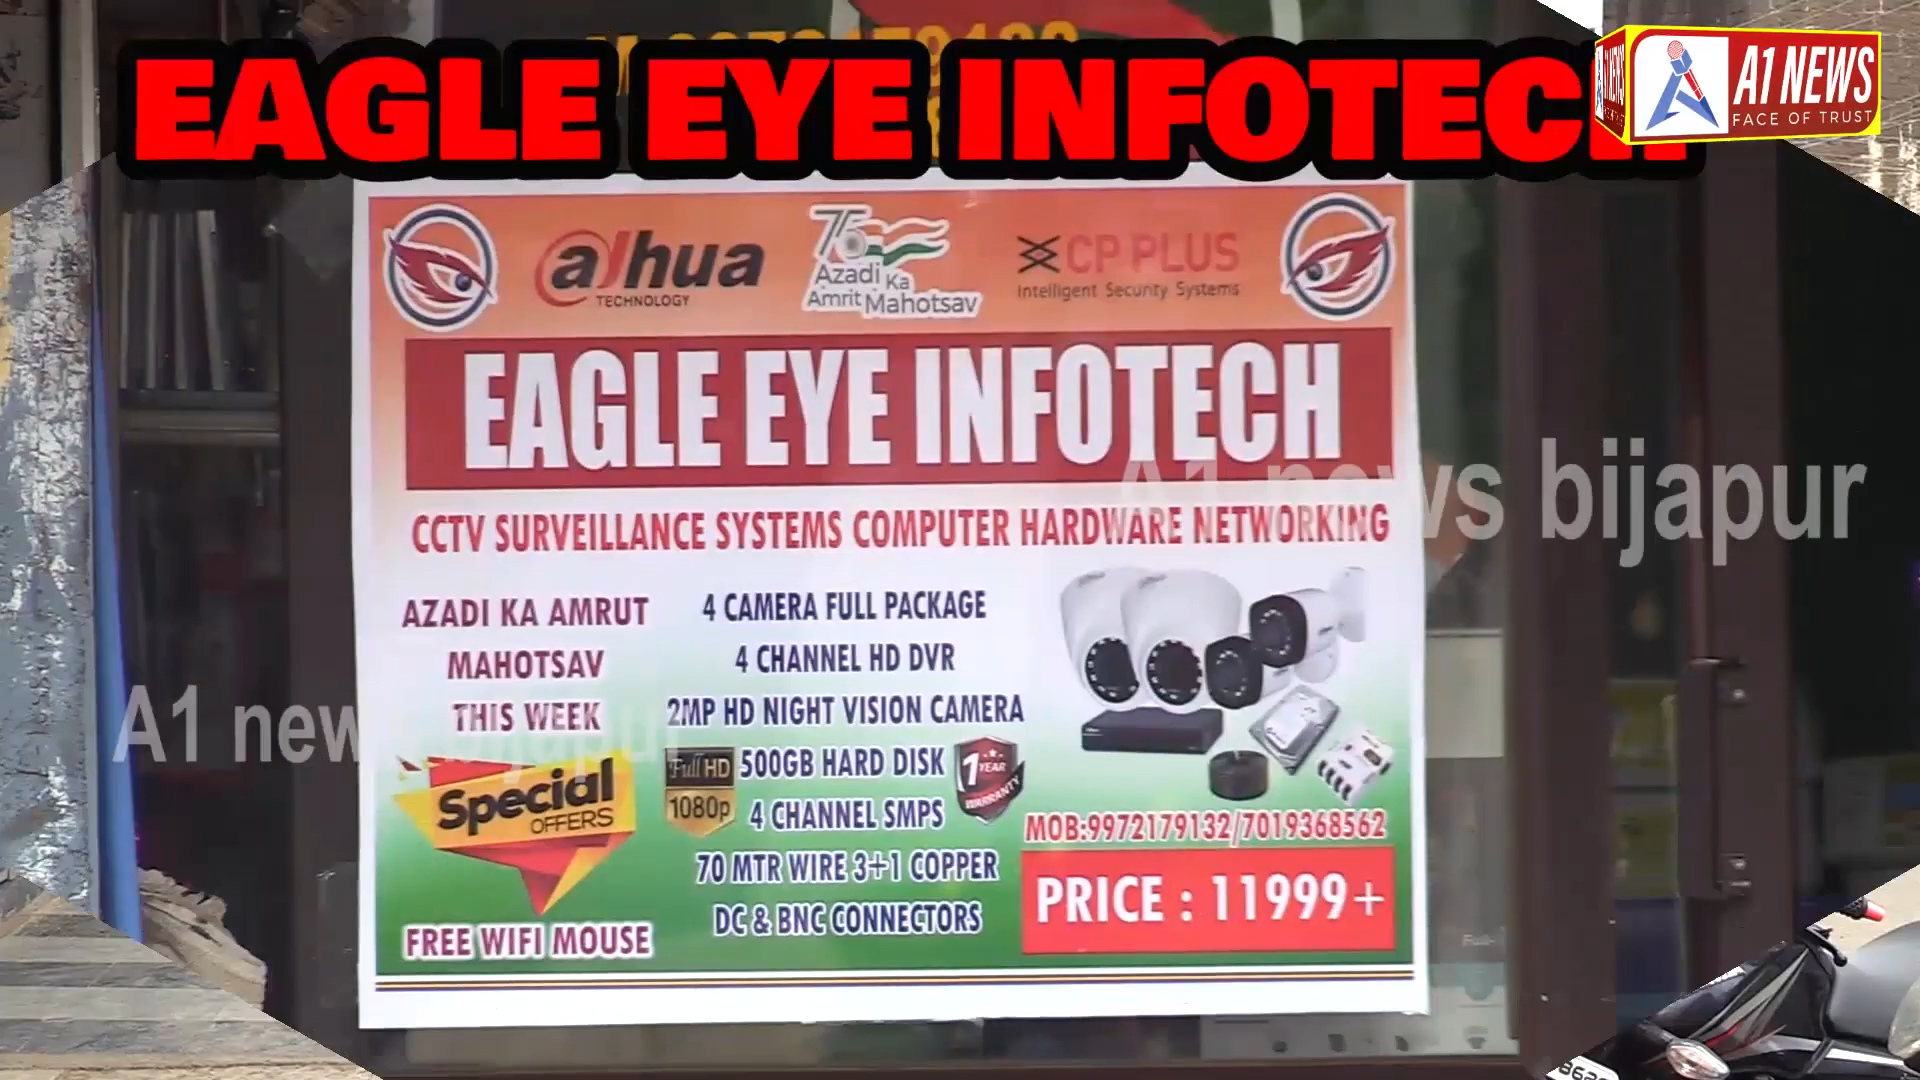 EAGLE EYE INFOTECH
A1 NEWS
FACE OF TRUST
alhua
TECHNOLOGY
75
Azadi Ka
Amrit Mahotsav
CP PLUS
Intelligent Security Systems
EAGLE EYE INFOTECH
A1 news bijapur
CCTV SURVEILLANCE SYSTEMS COMPUTER HARDWARE NETWORKING
AZADI KA AMRUT
MAHOTSAV
THIS WEEK
Special
OFFERS
FREE WIFI MOUSE
A1 news bijapur
4 CAMERA FULL PACKAGE
4 CHANNEL HD DVR
2MP HD NIGHT VISION CAMERA
Full HD
1080p
500GB HARD DISK
1 YEAR
WARRANTY
4 CHANNEL SMPS
70 MTR WIRE 3+1 COPPER
DC & BNC CONNECTORS
MOB:9972179132/7019368562
PRICE : 11999+